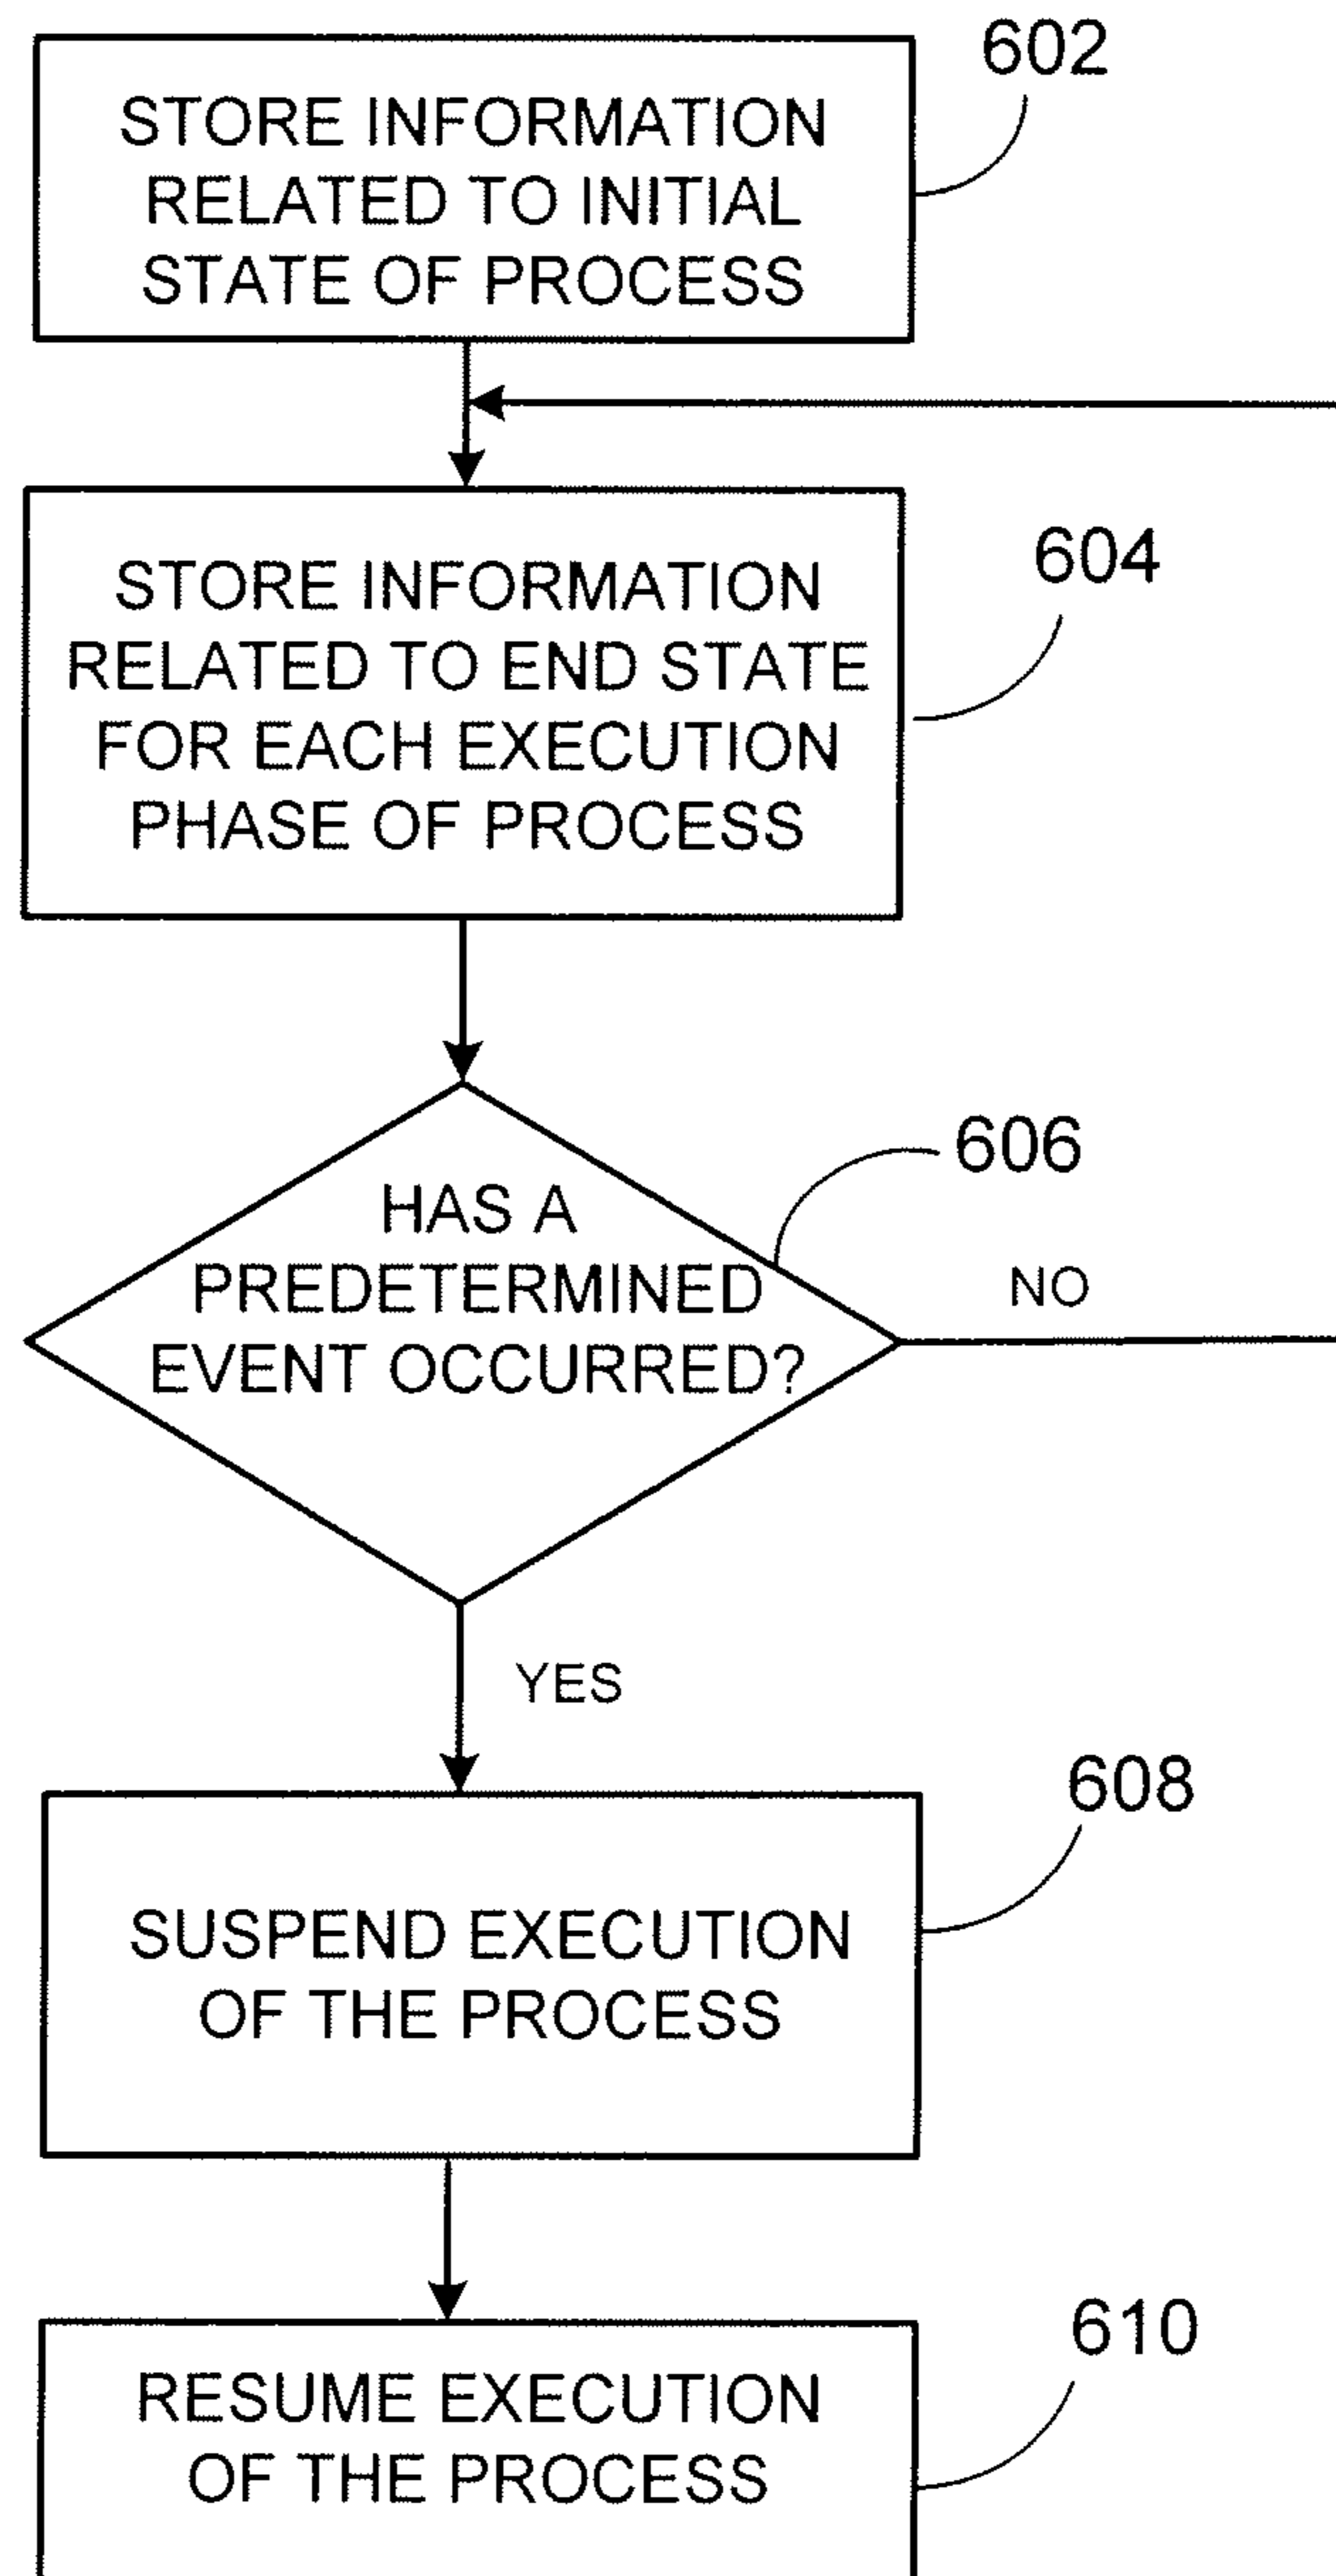 602
STORE INFORMATION
RELATED TO INITIAL
STATE OF PROCESS
604
STORE INFORMATION
RELATED TO END STATE
FOR EACH EXECUTION
PHASE OF PROCESS
606
HAS A
PREDETERMINED
EVENT OCCURRED?
NO
YES
608
SUSPEND EXECUTION
OF THE PROCESS
610
RESUME EXECUTION
OF THE PROCESS